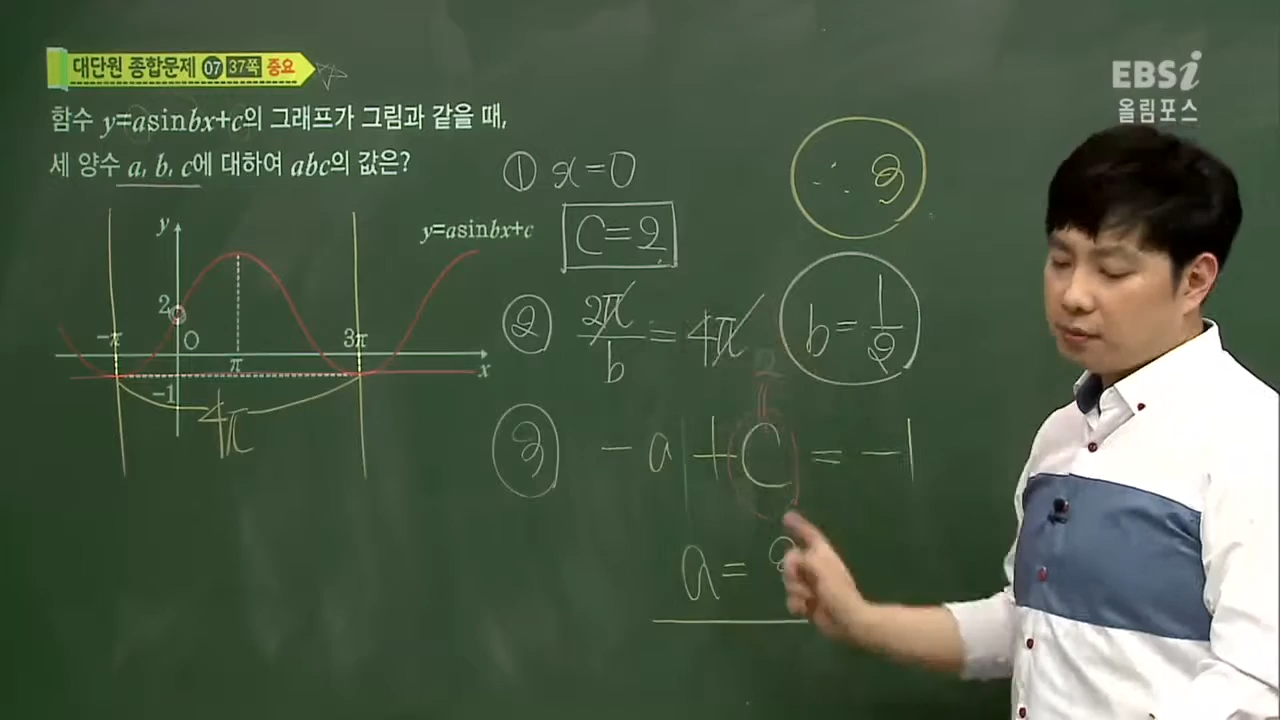 대단원 종합문제 07 37쪽 중요
EBSi
올림포스
함수 y=asinbx+c의 그래프가 그림과 같을 때,
세 양수 a, b, c에 대하여 abc의 값은?
① x=0
C=2
∴ 3
y
y=asinbx+c
2
-π
O
π
3π
x
-1
4π
② 2π/b = 4π
b = 1/2
2
③ -a + C = -1
a =